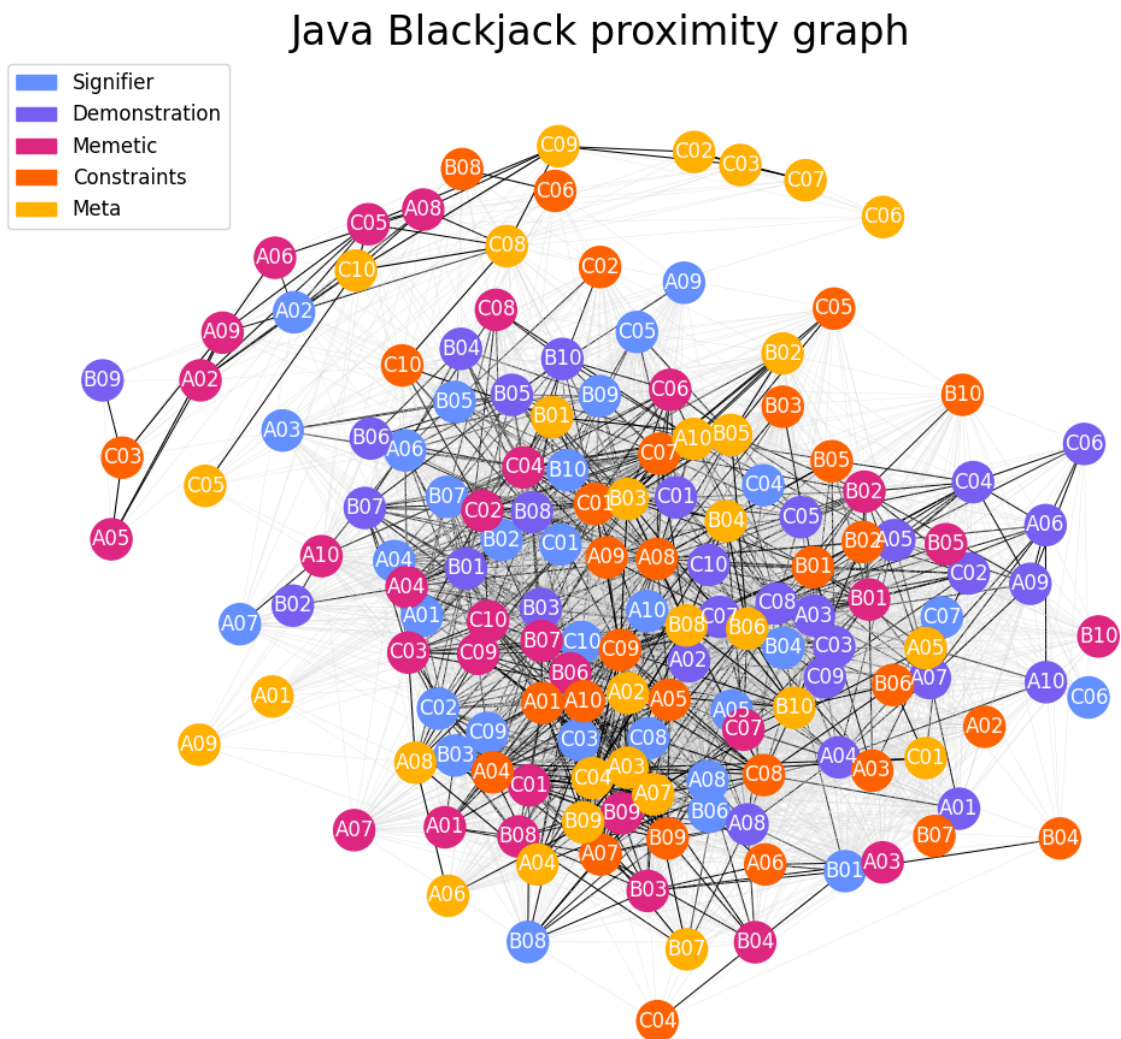 Java Blackjack proximity graph
Signifier
Demonstration
Memetic
Constraints
Meta
C09
C02
C03
B08
C07
C06
A08
C06
C05
C08
A06
C10
C02
A09
A02
C08
C05
C05
A09
B04
B10
B02
C10
B09
A02
C06
B05
B05
B09
B10
B03
B01
A03
B06
A06
A10
B05
C06
C03
C07
B05
C04
B10
C05
C04
C04
B02
B07
B07
C01
B03
C01
C02
B08
B04
C05
A06
A05
B02
C01
B02
A05
B05
A10
A04
A09
A08
C10
B01
B01
C02
A09
A04
B02
B03
C08
B01
A07
A01
C10
A10
B08
C07
B06
A03
C07
B10
C03
C09
B07
C10
C09
B04
C03
A05
A02
B06
C09
B06
A07
A10
A01
A02
C06
C02
A01
A10
A05
A05
B10
C09
C07
A02
A09
C03
C08
B03
A08
A04
C01
A04
C04
A03
C08
A03
C01
A08
A07
B09
B06
A01
A07
A01
B08
B09
A08
B07
B04
B09
A07
A04
A06
B01
A03
A06
B03
B08
B07
B04
C04